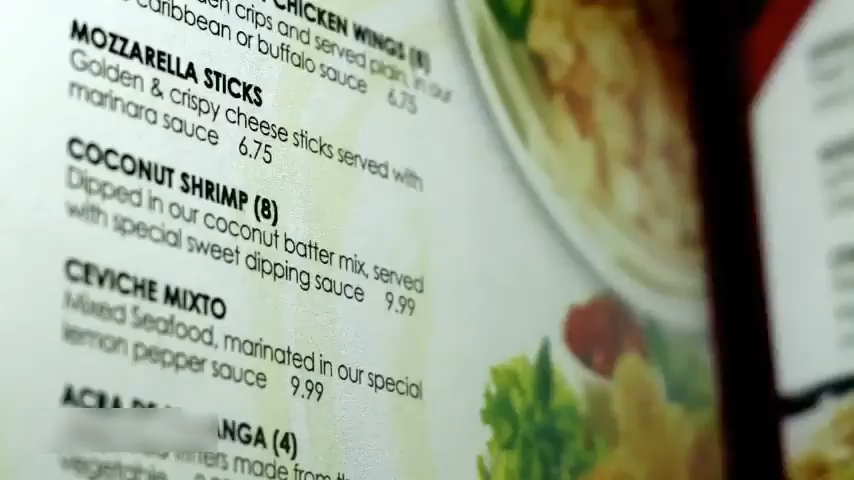 CHICKEN WINGS (8)
crips and served plain, in our
caribbean or buffalo sauce 6.75
MOZZARELLA STICKS
Golden & crispy cheese sticks served with
marinara sauce 6.75
COCONUT SHRIMP (8)
Dipped in our coconut batter mix, served
with special sweet dipping sauce 9.99
CEVICHE MIXTO
Mixed Seafood, marinated in our special
lemon pepper sauce 9.99
ACRA
(4)
made from
vegetable